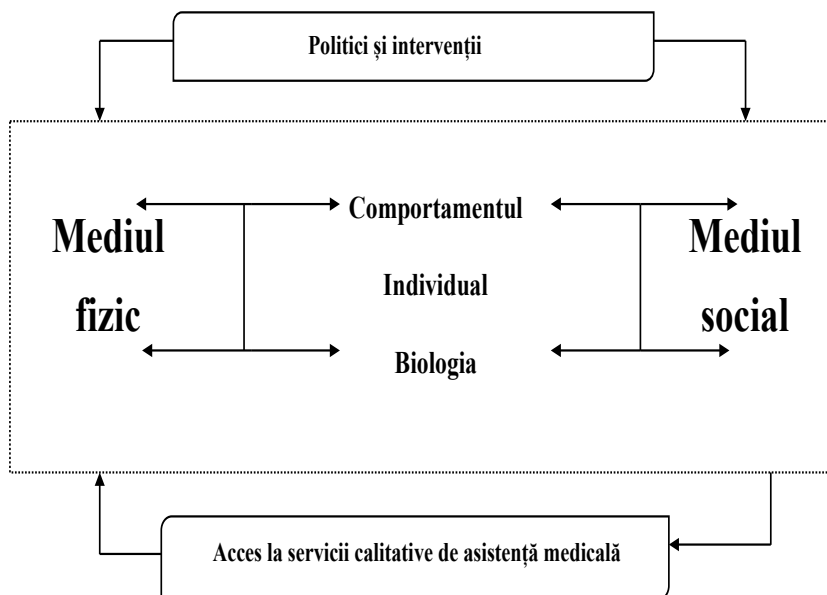 Politici și intervenții
Comportamentul
Mediul
fizic
Individual
Biologia
Mediul
social
Acces la servicii calitative de asistență medicală